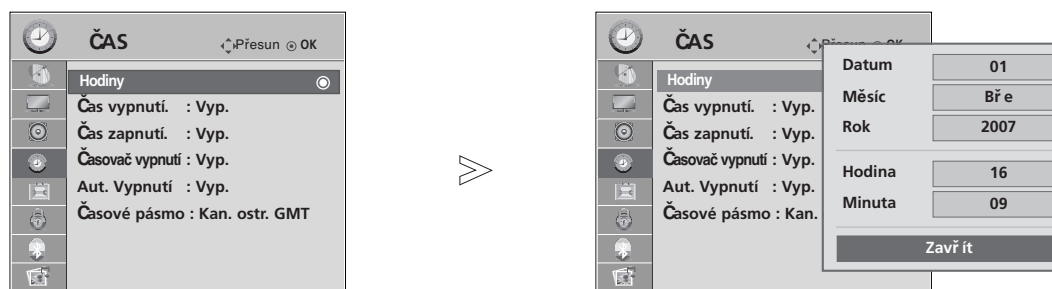 ČAS
Přesun OK
Hodiny
Čas vypnutí. : Vyp.
Čas zapnutí. : Vyp.
Časovač vypnutí : Vyp.
Aut. Vypnutí : Vyp.
Časové pásmo : Kan. ostr. GMT
>
ČAS
Přesun OK
Hodiny
Čas vypnutí. : Vyp.
Čas zapnutí. : Vyp.
Časovač vypnutí : Vyp.
Aut. Vypnutí : Vyp.
Časové pásmo : Kan.
Datum 01
Měsíc Bř e
Rok 2007
Hodina 16
Minuta 09
Zavř ít